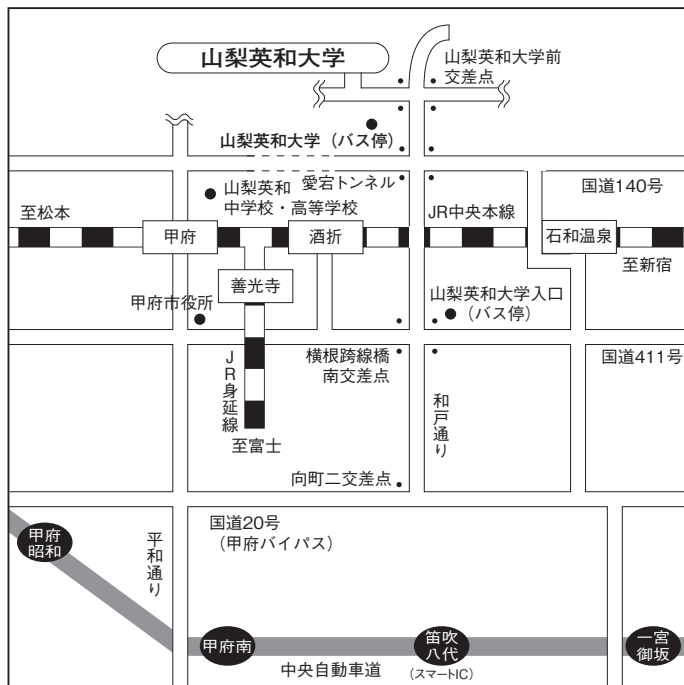 山梨英和大学
山梨英和大学前
交差点
山梨英和大学（バス停）
愛宕トンネル
国道140号
山梨英和
中学校・高等学校
至松本
JR中央本線
甲府
酒折
石和温泉
至新宿
善光寺
甲府市役所
山梨英和大学入口
（バス停）
JR身延線
横根跨線橋
南交差点
国道411号
和戸通り
至富士
向町二交差点
国道20号
（甲府バイパス）
甲府
昭和
平和通り
甲府南
笛吹
八代
（スマートIC）
一宮
御坂
中央自動車道